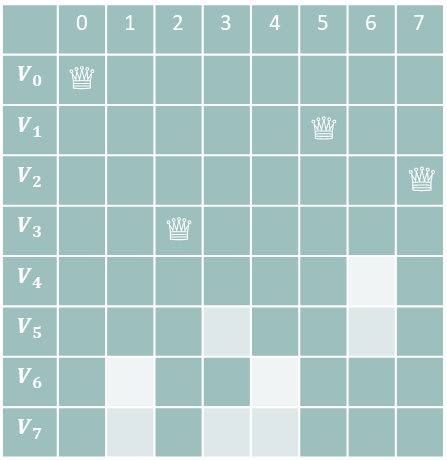 0 1 2 3 4 5 6 7
V₀ ♕
V₁ ♕
V₂ ♕
V₃ ♕
V₄
V₅
V₆
V₇